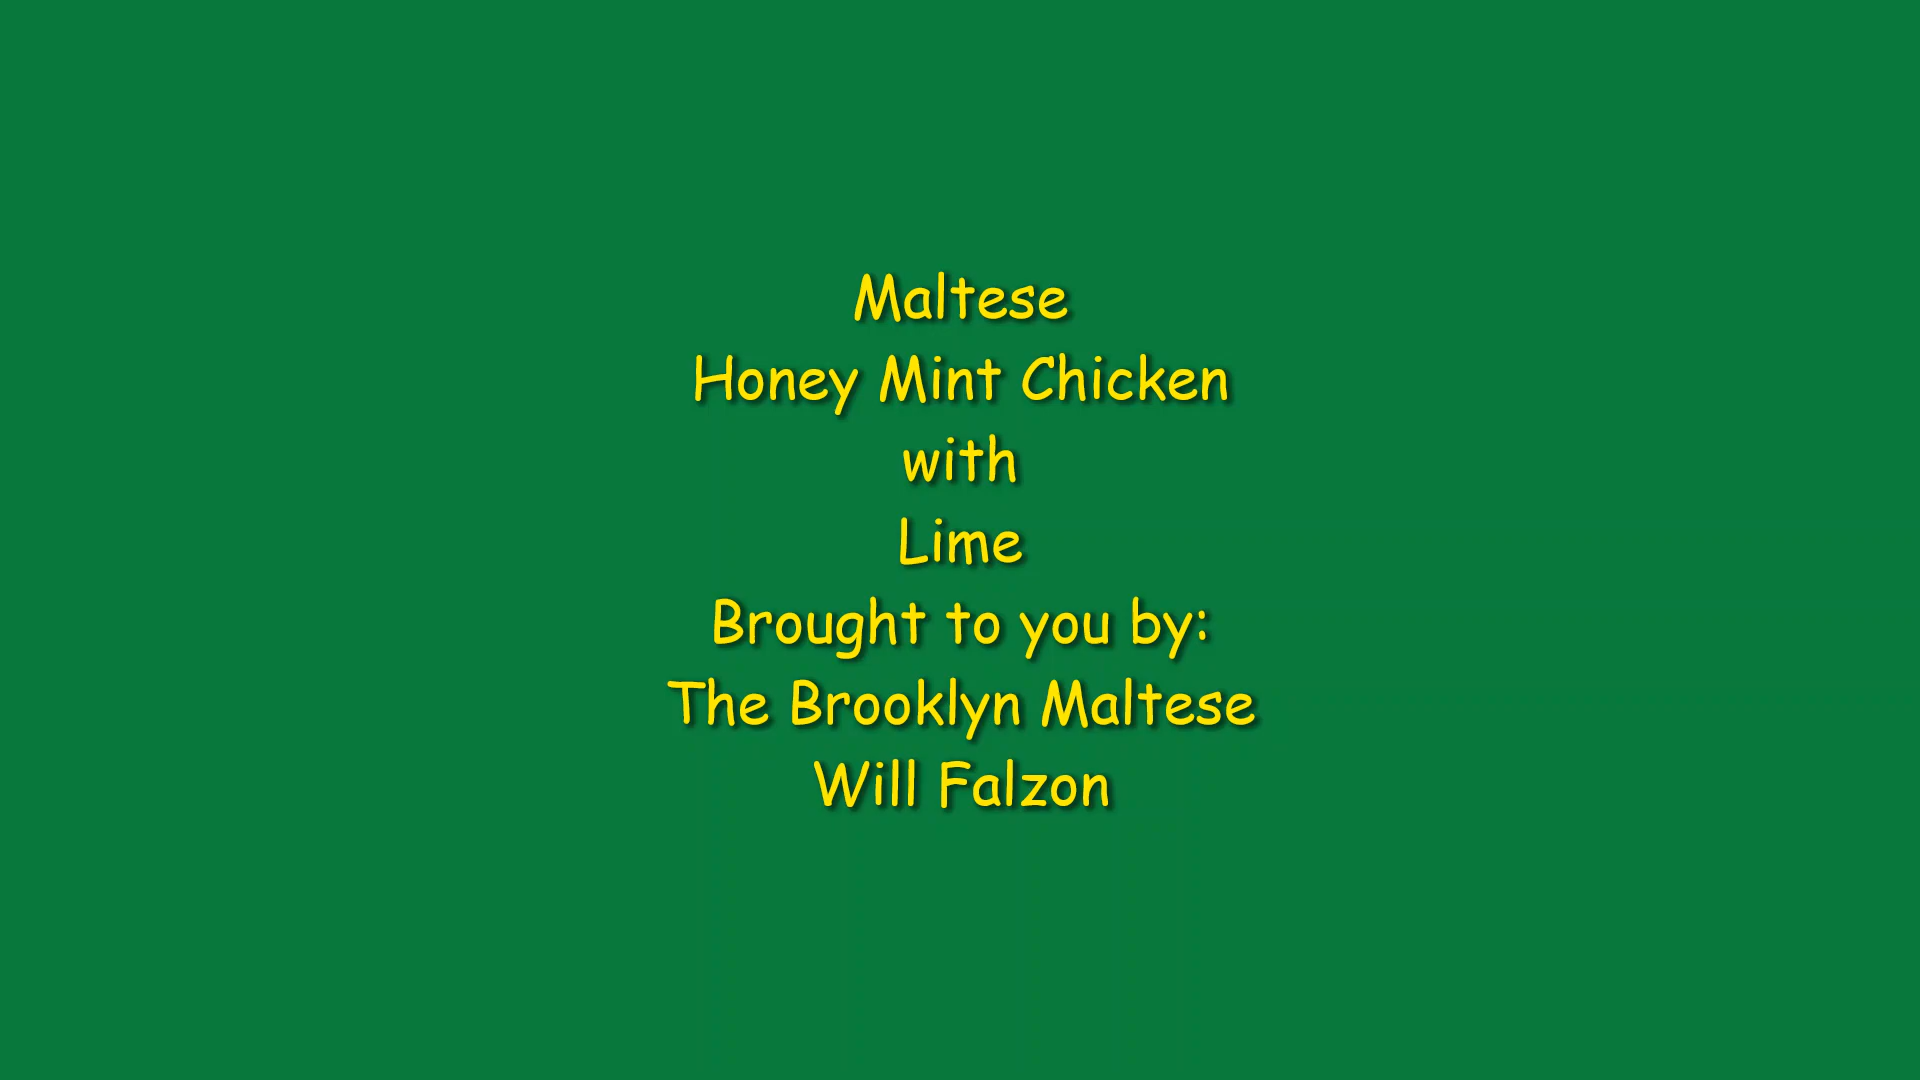 Maltese
Honey Mint Chicken
with
Lime
Brought to you by:
The Brooklyn Maltese
Will Falzon